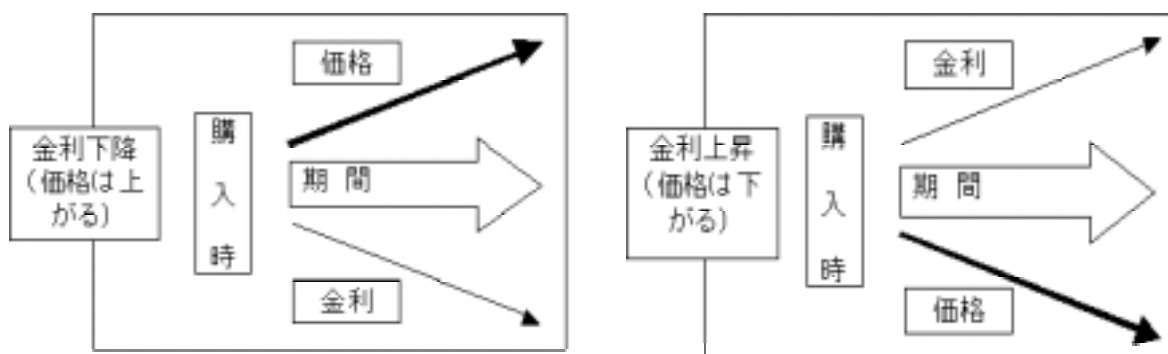 価格
金利下降
（価格は上
がる）
購
入
時
期 間
金利
金利
金利上昇
（価格は下
がる）
購
入
時
期 間
価格